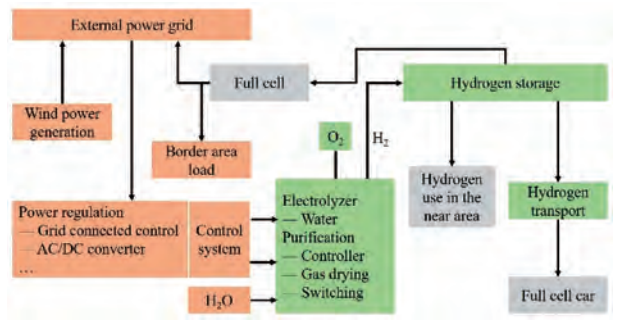 External power grid
Full cell
Hydrogen storage
Wind power
generation
Border area
load
O₂
H₂
Hydrogen
use in the
near area
Hydrogen
transport
Power regulation
— Grid connected control
— AC/DC converter
...
Control
system
Electrolyzer
— Water
Purification
— Controller
— Gas drying
— Switching
H₂O
Full cell car